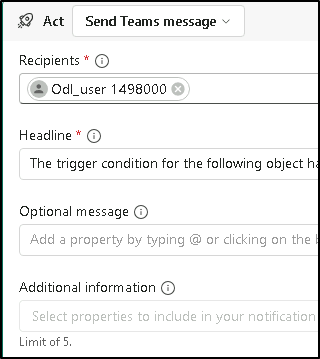 Act Send Teams message
Recipients *
Odl_user 1498000
Headline *
The trigger condition for the following object ha
Optional message
Add a property by typing @ or clicking on the
Additional information
Select properties to include in your notification
Limit of 5.